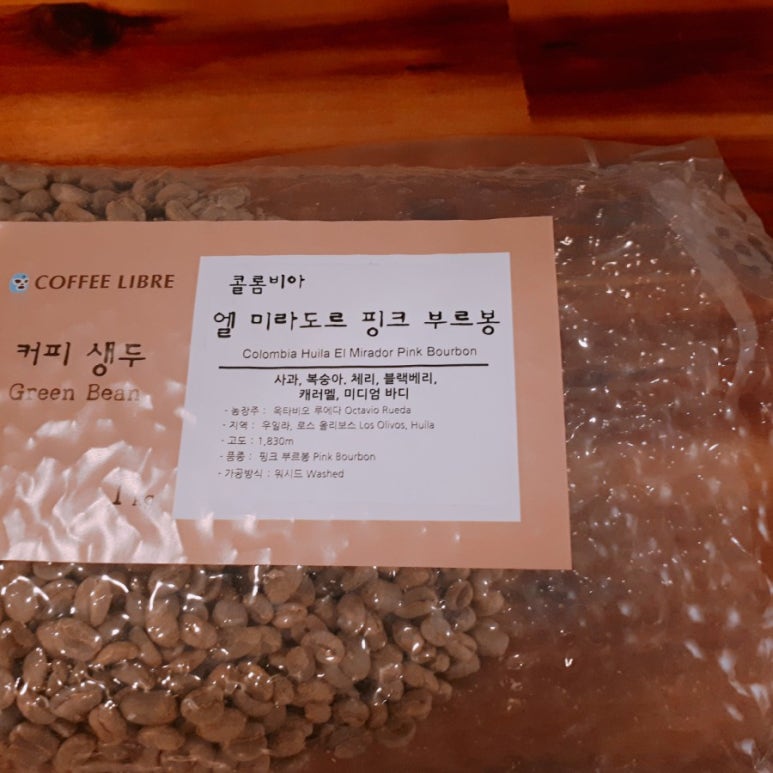 COFFEE LIBRE
커피 생두
Green Bean
콜롬비아
엘 미라도르 핑크 부르봉
Colombia Huila El Mirador Pink Bourbon
사과, 복숭아, 체리, 블랙베리,
캐러멜, 미디엄 바디
- 농장주 : 옥타비오 루에다 Octavio Rueda
- 지역 : 우일라, 로스 올리보스 Los Olivos, Huila
- 고도 : 1,830m
- 품종 : 핑크 부르봉 Pink Bourbon
- 가공방식 : 워시드 Washed